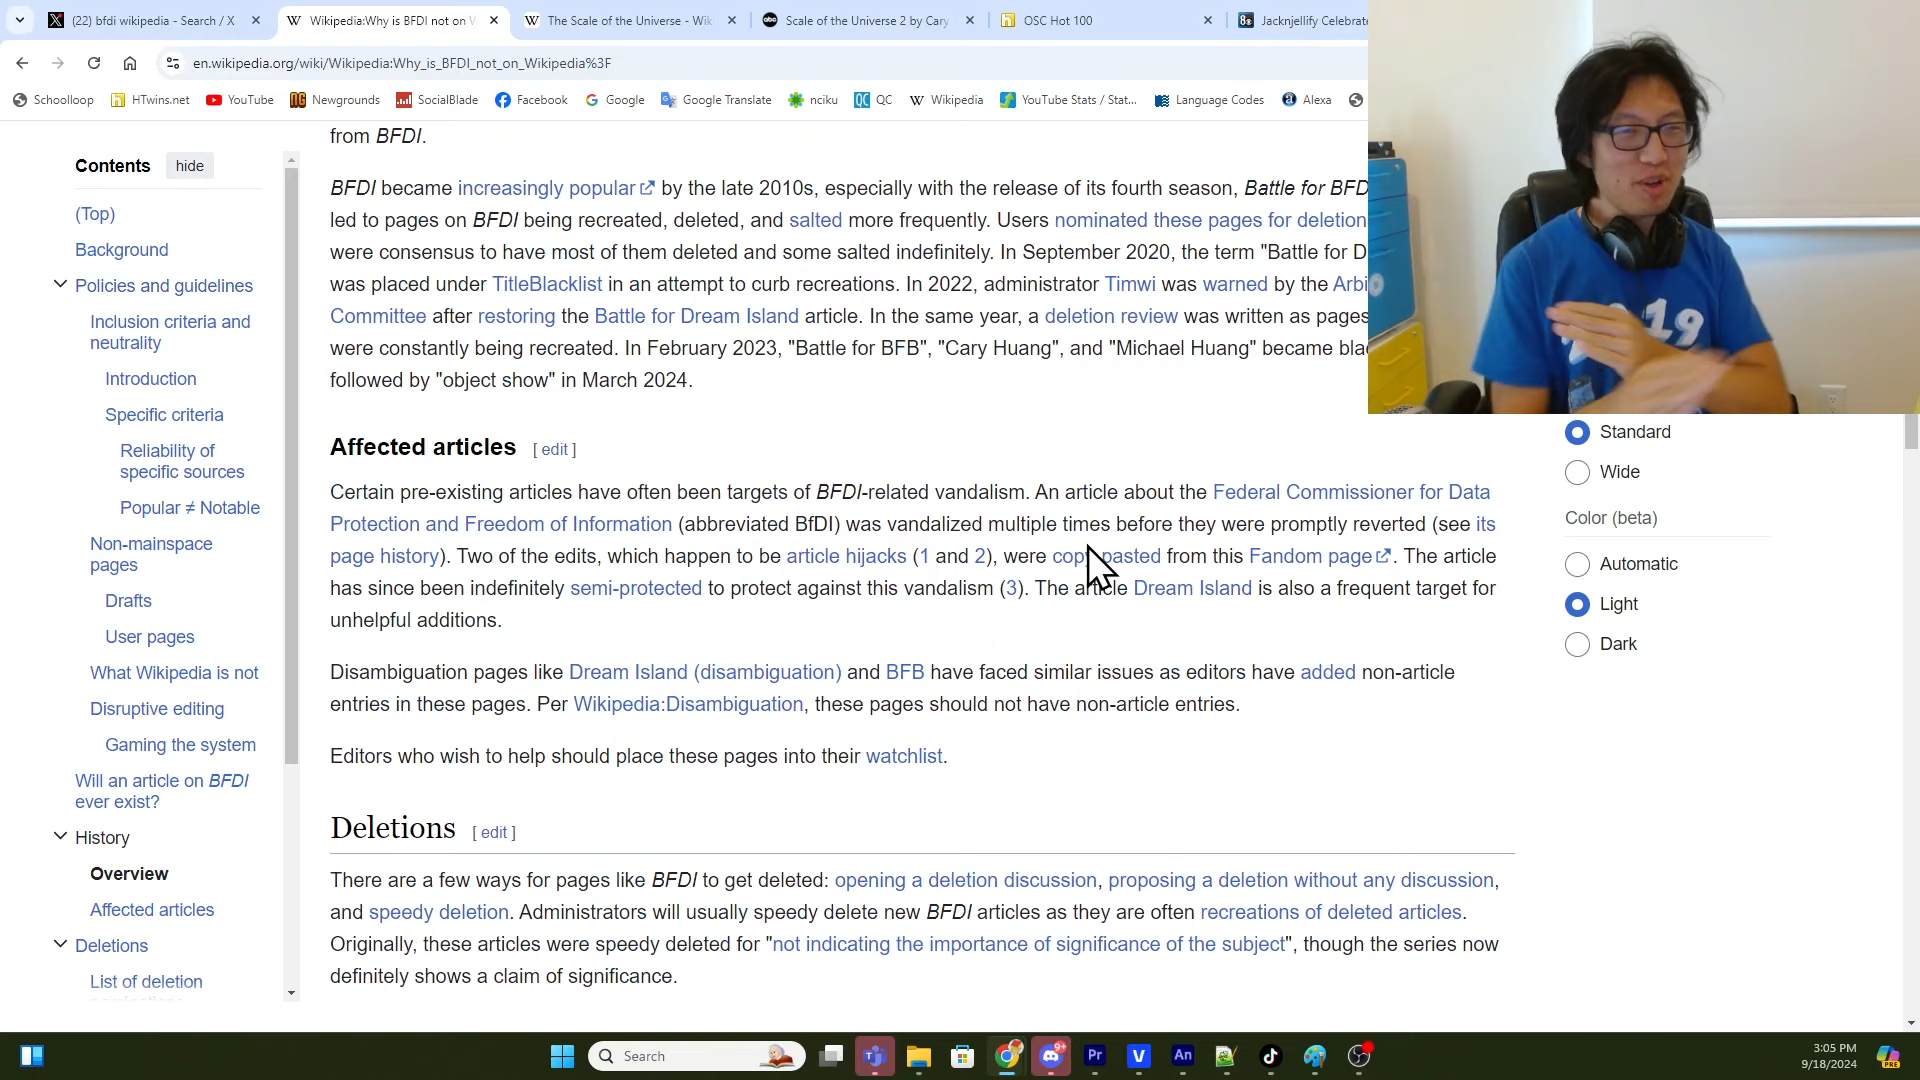 (22) bfdi wikipedia - Search / X
Wikipedia:Why is BFDI not on W
The Scale of the Universe - Wik
Scale of the Universe 2 by Cary
OSC Hot 100
Jacknjellify Celebrate
en.wikipedia.org/wiki/Wikipedia:Why_is_BFDI_not_on_Wikipedia%3F
Schoolloop HTwins.net YouTube Newgrounds SocialBlade Facebook Google Google Translate nciku QC Wikipedia YouTube Stats / Stat... Language Codes Alexa
Contents hide
(Top)
Background
Policies and guidelines
Inclusion criteria and
neutrality
Introduction
Specific criteria
Reliability of
specific sources
Popular ≠ Notable
Non-mainspace
pages
Drafts
User pages
What Wikipedia is not
Disruptive editing
Gaming the system
Will an article on BFDI
ever exist?
History
Overview
Affected articles
Deletions
List of deletion
from BFDI.
BFDI became increasingly popular by the late 2010s, especially with the release of its fourth season, Battle for BFD
led to pages on BFDI being recreated, deleted, and salted more frequently. Users nominated these pages for deletion
were consensus to have most of them deleted and some salted indefinitely. In September 2020, the term "Battle for D
was placed under TitleBlacklist in an attempt to curb recreations. In 2022, administrator Timwi was warned by the Arbi
Committee after restoring the Battle for Dream Island article. In the same year, a deletion review was written as pages
were constantly being recreated. In February 2023, "Battle for BFB", "Cary Huang", and "Michael Huang" became bla
followed by "object show" in March 2024.
Affected articles [ edit ]
Certain pre-existing articles have often been targets of BFDI-related vandalism. An article about the Federal Commissioner for Data
Protection and Freedom of Information (abbreviated BfDI) was vandalized multiple times before they were promptly reverted (see its
page history). Two of the edits, which happen to be article hijacks (1 and 2), were copy pasted from this Fandom page. The article
has since been indefinitely semi-protected to protect against this vandalism (3). The article Dream Island is also a frequent target for
unhelpful additions.
Disambiguation pages like Dream Island (disambiguation) and BFB have faced similar issues as editors have added non-article
entries in these pages. Per Wikipedia:Disambiguation, these pages should not have non-article entries.
Editors who wish to help should place these pages into their watchlist.
Deletions [ edit ]
There are a few ways for pages like BFDI to get deleted: opening a deletion discussion, proposing a deletion without any discussion,
and speedy deletion. Administrators will usually speedy delete new BFDI articles as they are often recreations of deleted articles.
Originally, these articles were speedy deleted for "not indicating the importance of significance of the subject", though the series now
definitely shows a claim of significance.
Standard
Wide
Color (beta)
Automatic
Light
Dark
Search
9+
Pr
V
An
PRE
3:05 PM
9/18/2024